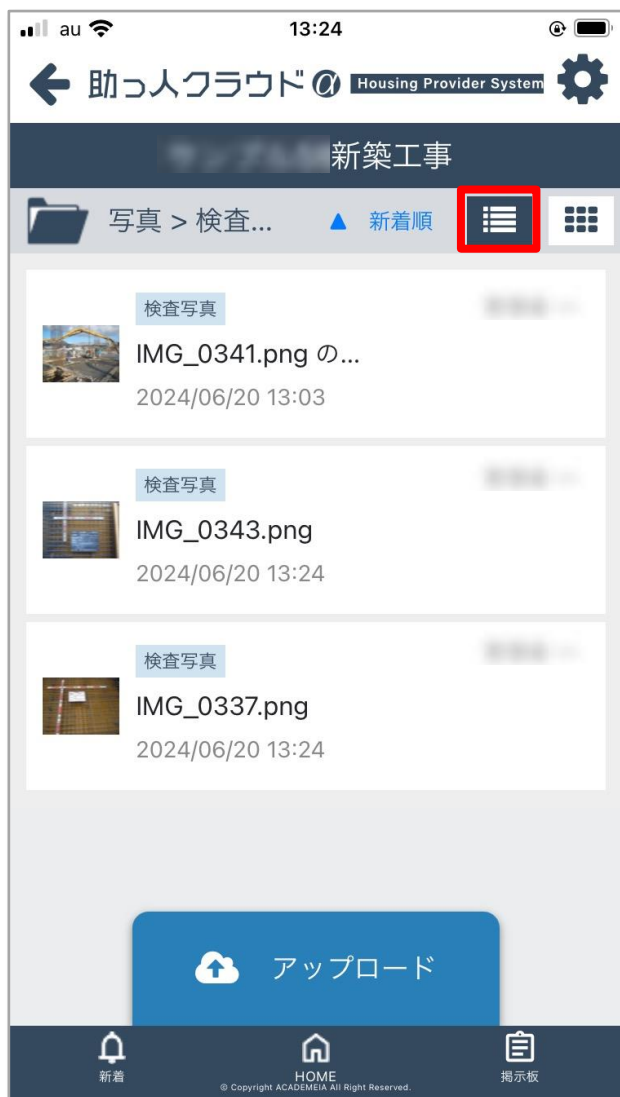 au 13:24
助っ人クラウドα Housing Provider System
新築工事
写真 > 検査... ▲ 新着順
検査写真
IMG_0341.png の...
2024/06/20 13:03
検査写真
IMG_0343.png
2024/06/20 13:24
検査写真
IMG_0337.png
2024/06/20 13:24
アップロード
新着 HOME 掲示板
© Copyright ACADEMEIA All Right Reserved.